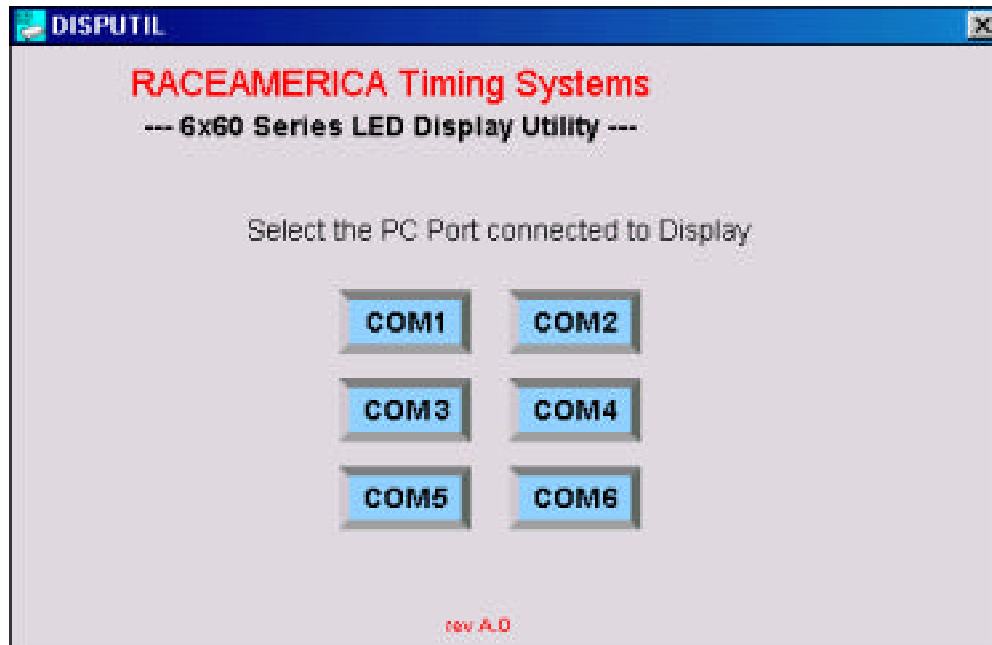 DISPUTIL
RACEAMERICA Timing Systems
--- 6x60 Series LED Display Utility ---
Select the PC Port connected to Display
COM1 COM2
COM3 COM4
COM5 COM6
rev A.0